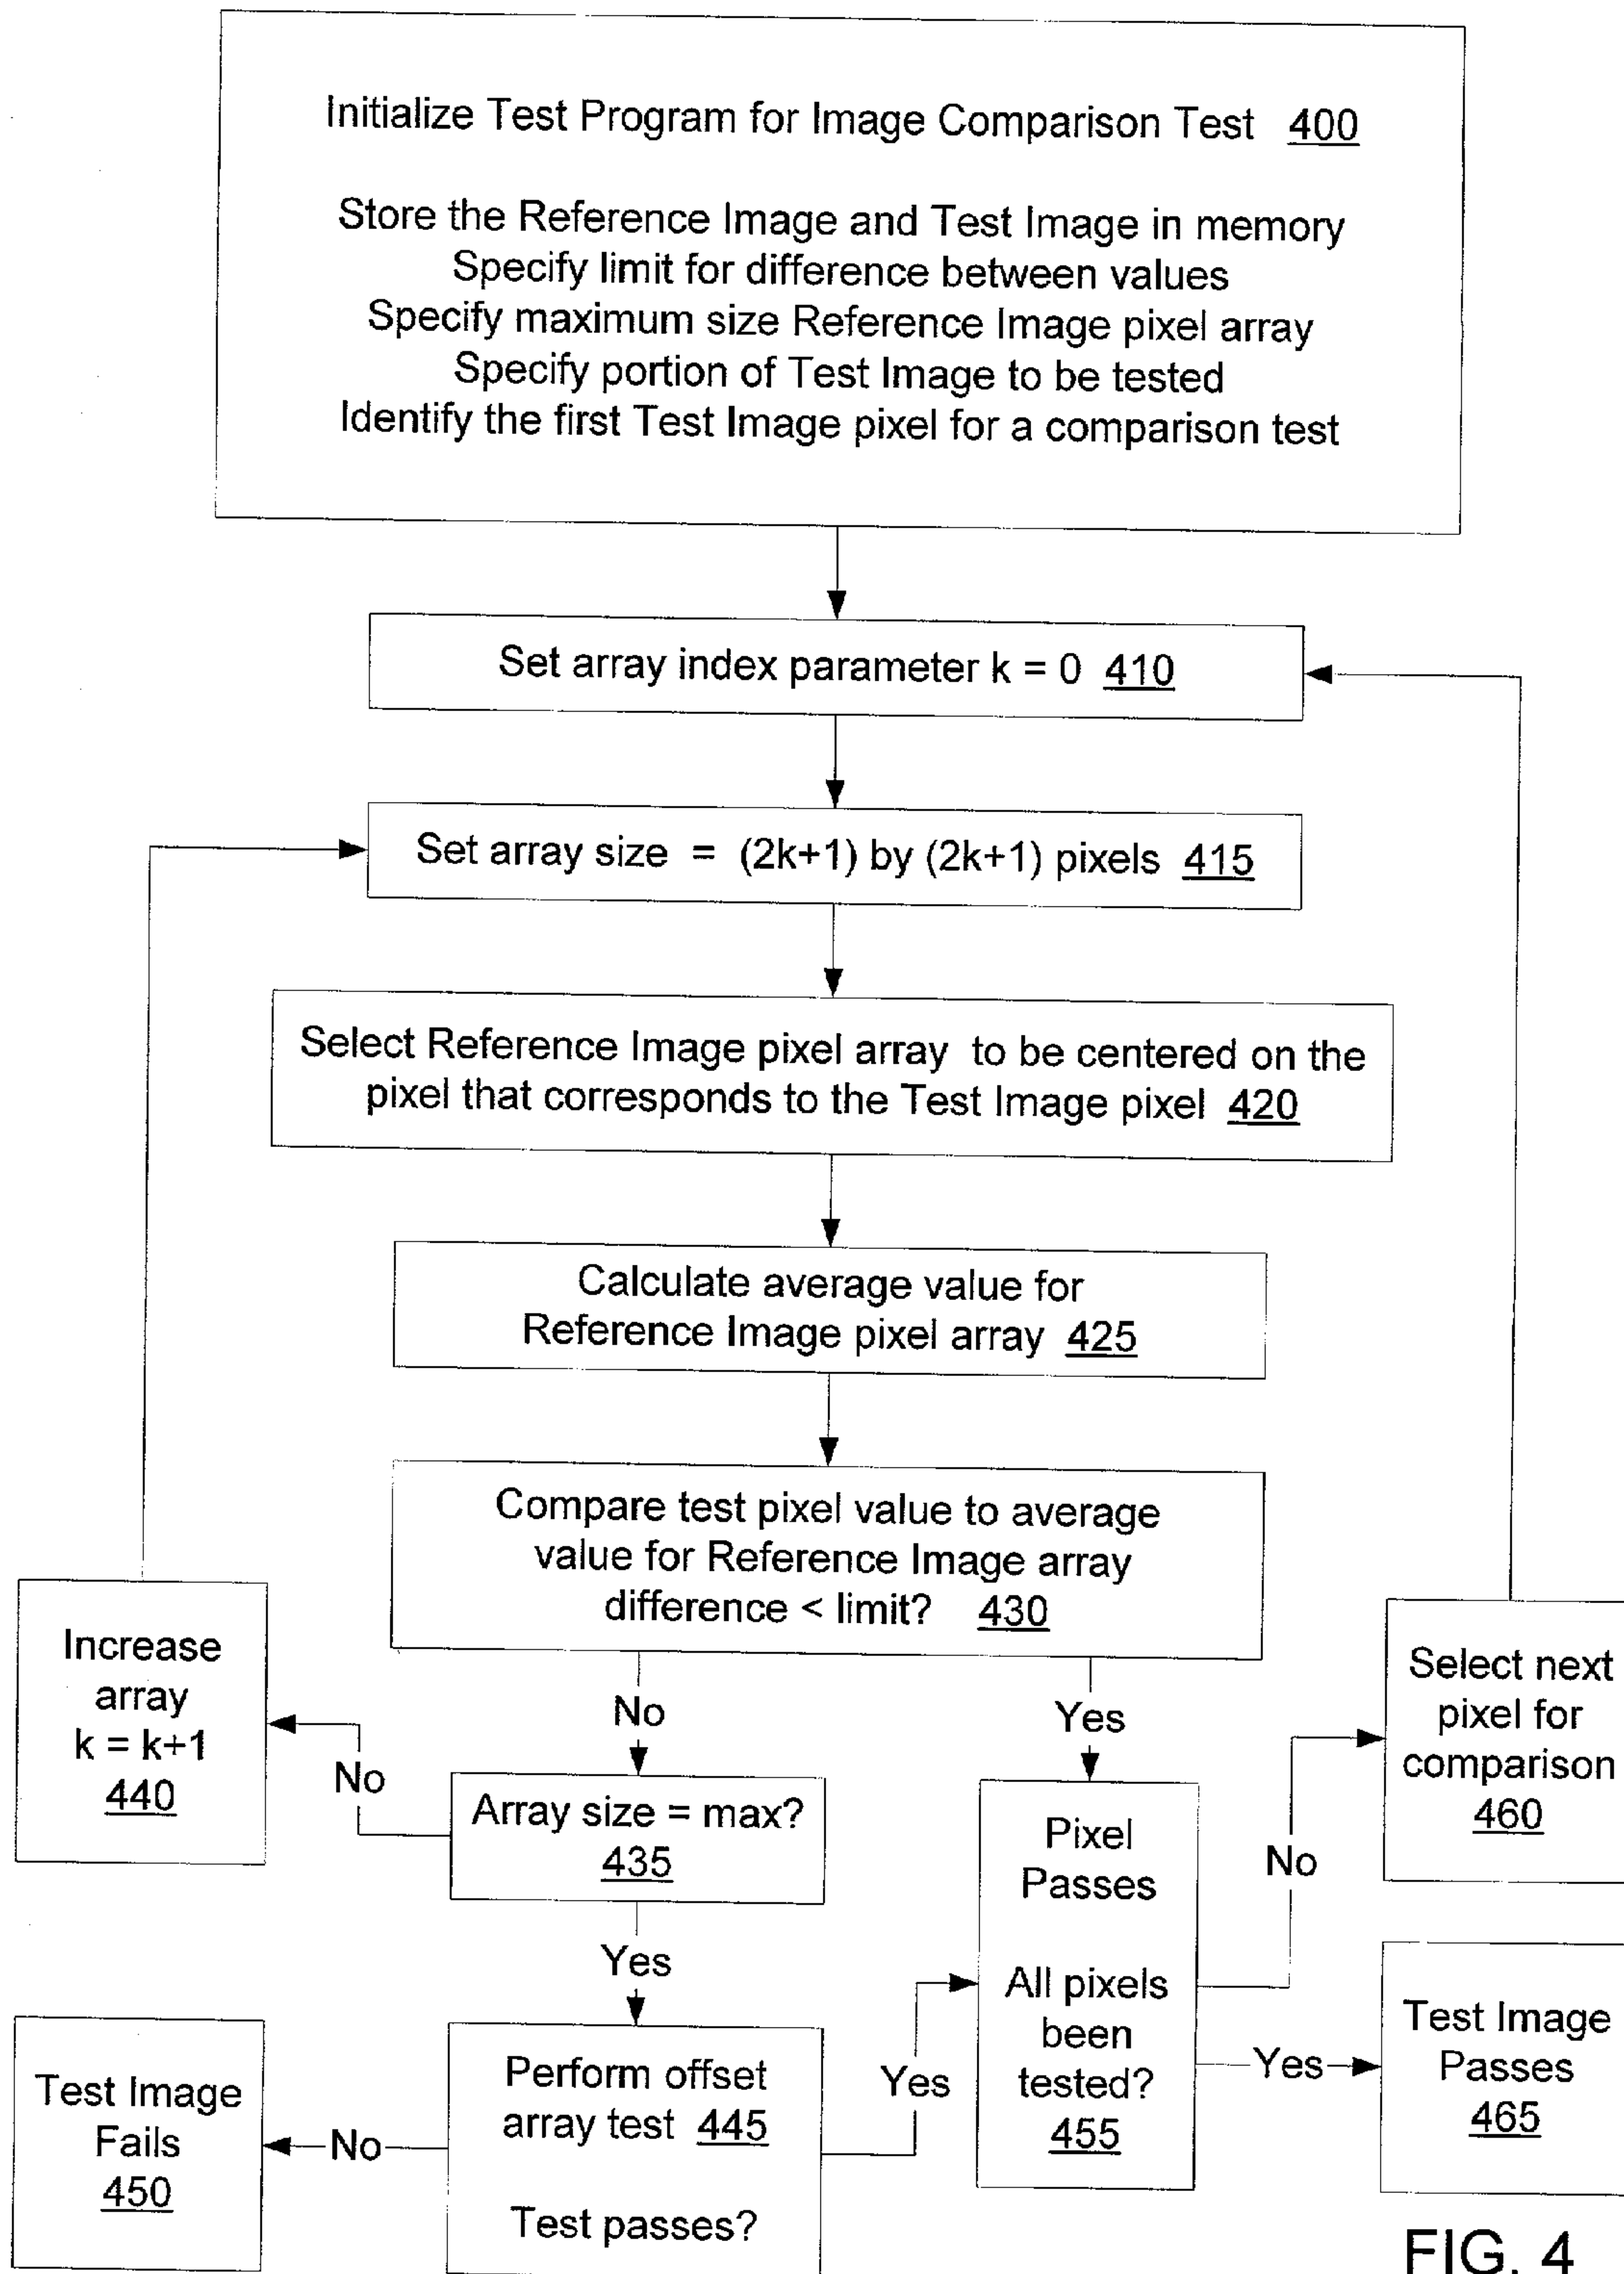 Initialize Test Program for Image Comparison Test 400
Store the Reference Image and Test Image in memory
Specify limit for difference between values
Specify maximum size Reference Image pixel array
Specify portion of Test Image to be tested
Identify the first Test Image pixel for a comparison test
Set array index parameter k = 0 410
Set array size = (2k+1) by (2k+1) pixels 415
Select Reference Image pixel array to be centered on the
pixel that corresponds to the Test Image pixel 420
Calculate average value for
Reference Image pixel array 425
Compare test pixel value to average
value for Reference Image array
difference < limit? 430
Increase
array
k = k+1
440
No
No
Yes
Array size = max?
435
Select next
pixel for
comparison
460
Pixel
Passes
All pixels
been
tested?
455
No
Yes
Yes
Yes
Test Image
Fails
450
No
Perform offset
array test 445
Test passes?
Test Image
Passes
465
FIG. 4